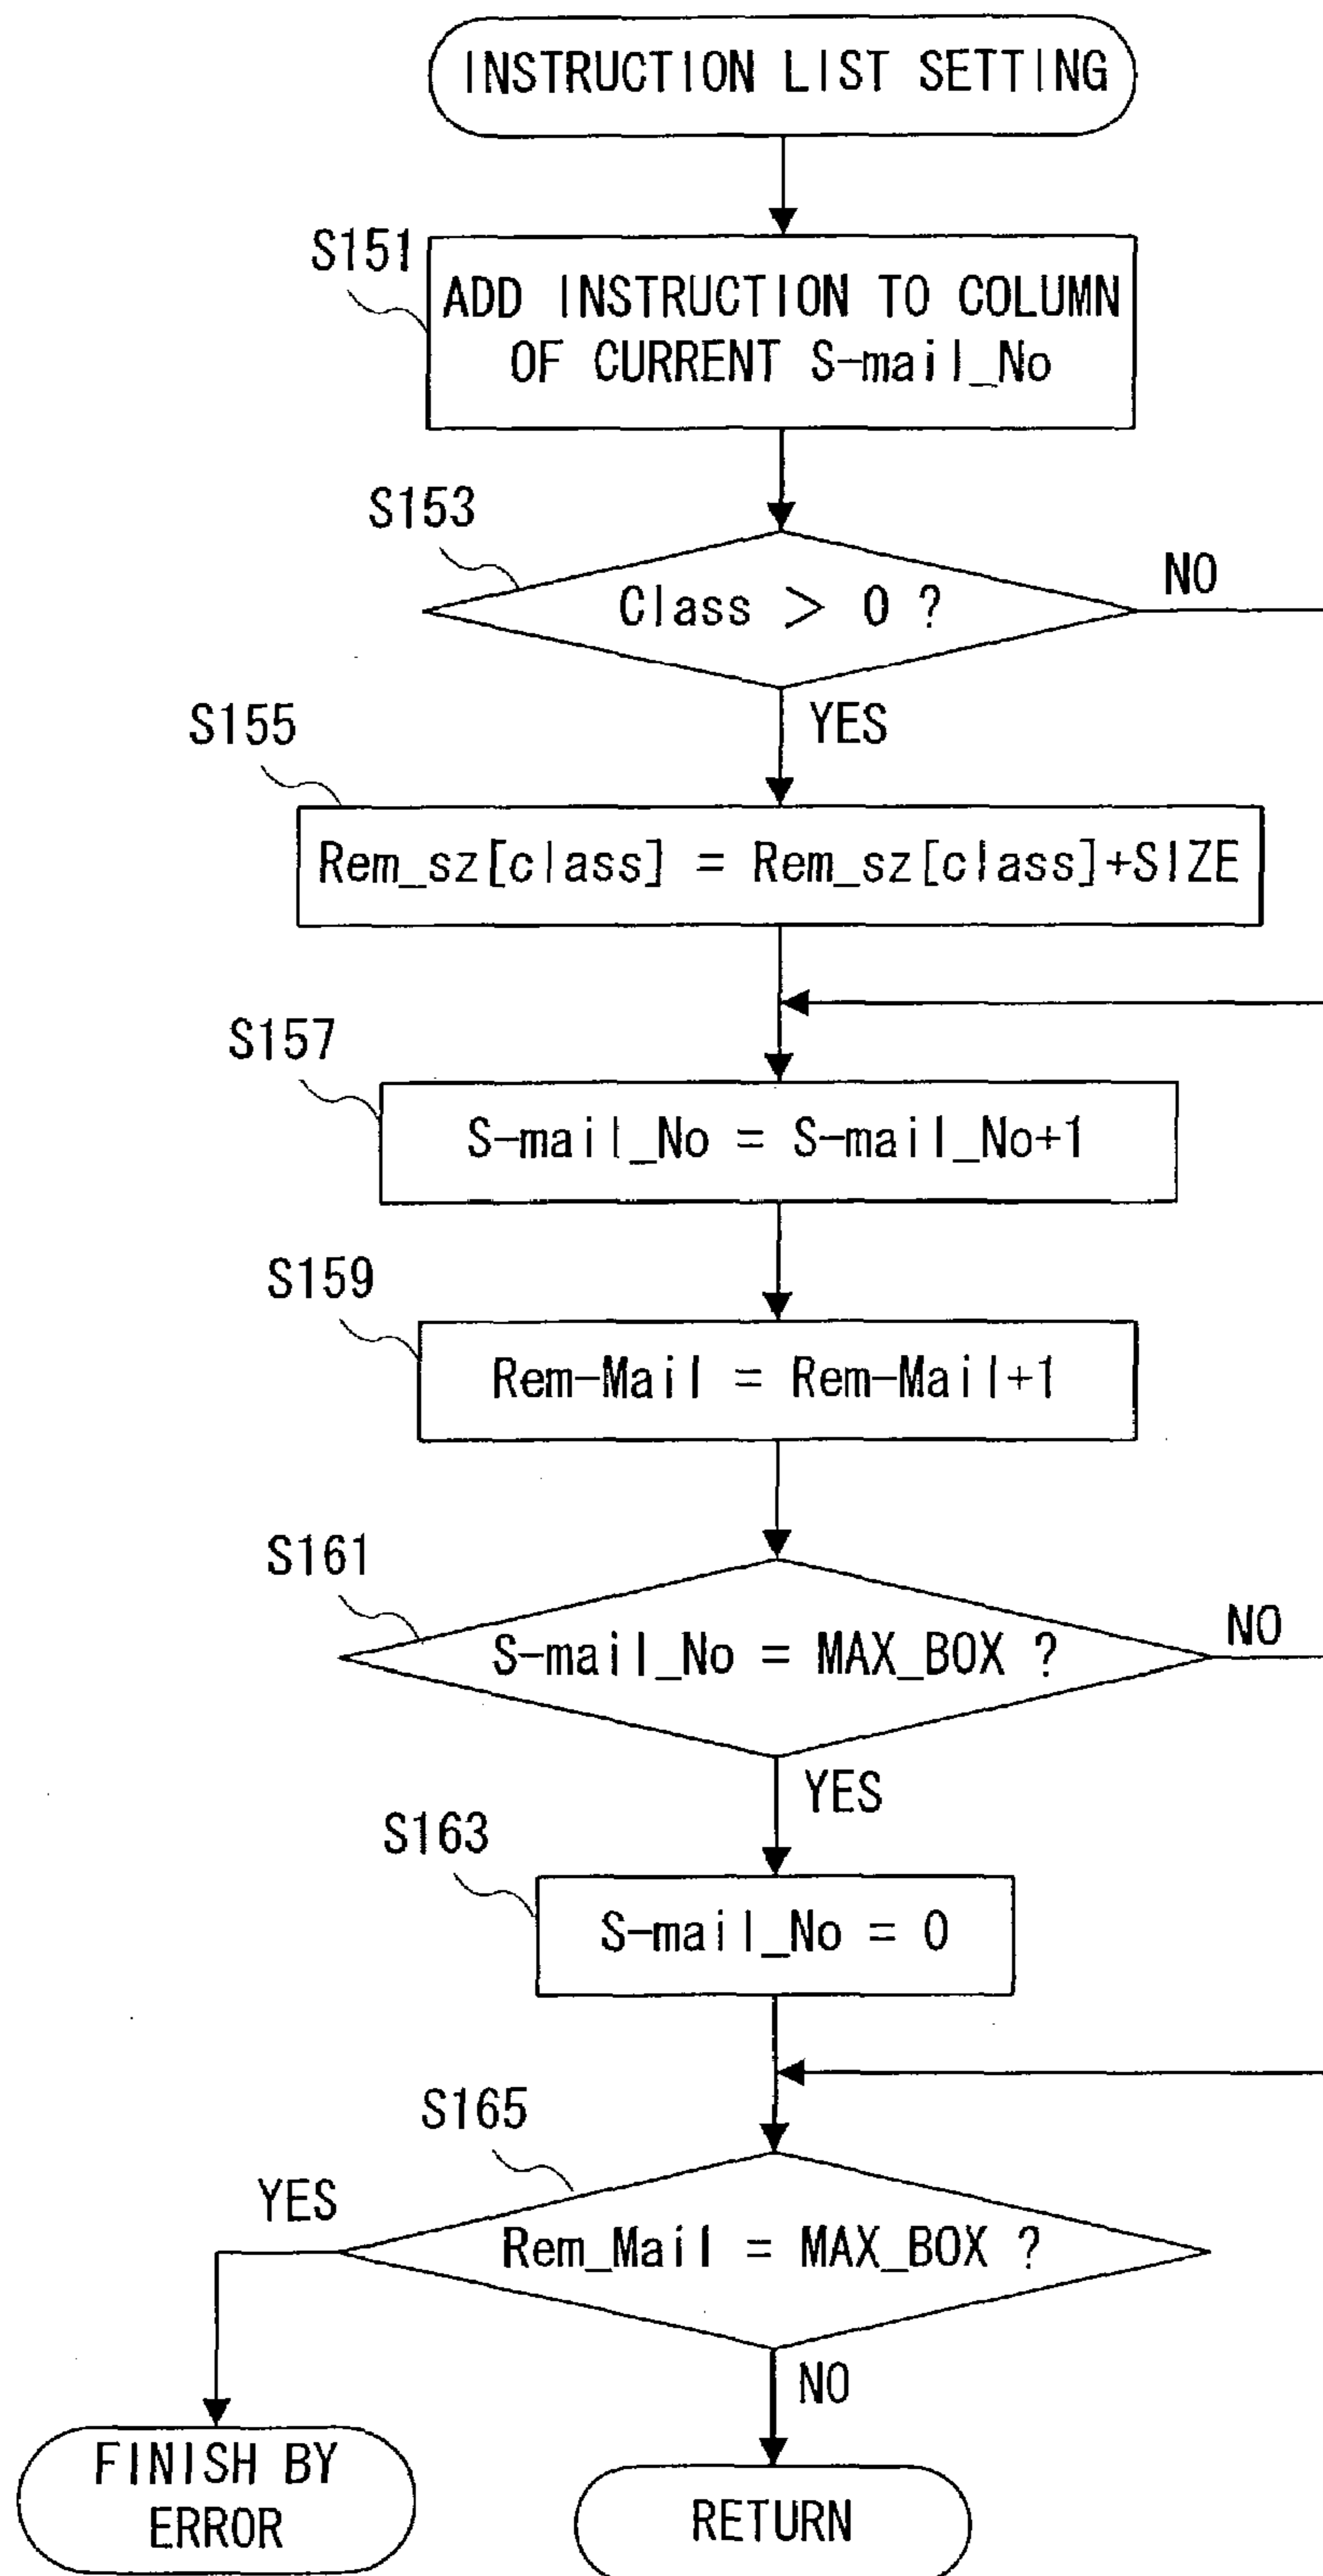 INSTRUCTION LIST SETTING
S151
ADD INSTRUCTION TO COLUMN
OF CURRENT S-mail_No
S153
Class > 0 ?
NO
YES
S155
Rem_sz[class] = Rem_sz[class]+SIZE
S157
S-mail_No = S-mail_No+1
S159
Rem-Mail = Rem-Mail+1
S161
S-mail_No = MAX_BOX ?
NO
YES
S163
S-mail_No = 0
S165
YES
Rem_Mail = MAX_BOX ?
NO
FINISH BY
ERROR
RETURN